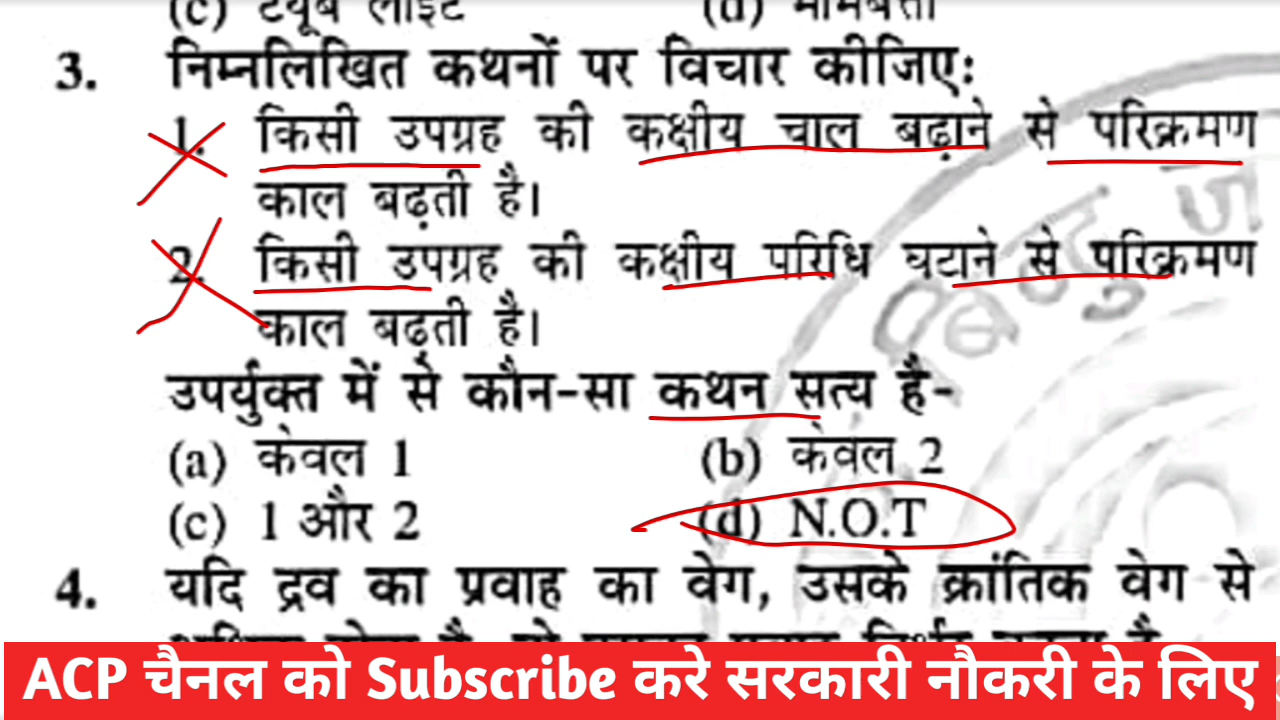 (c) ट्यूब लाइट (d) मोमबत्ती
3. निम्नलिखित कथनों पर विचार कीजिए:
1. किसी उपग्रह की कक्षीय चाल बढ़ाने से परिक्रमण
काल बढ़ती है।
2. किसी उपग्रह की कक्षीय परिधि घटाने से परिक्रमण
काल बढ़ती है।
उपर्युक्त में से कौन-सा कथन सत्य है-
(a) केवल 1 (b) केवल 2
(c) 1 और 2 (d) N.O.T
4. यदि द्रव का प्रवाह का वेग, उसके क्रांतिक वेग से
ACP चैनल को Subscribe करे सरकारी नौकरी के लिए